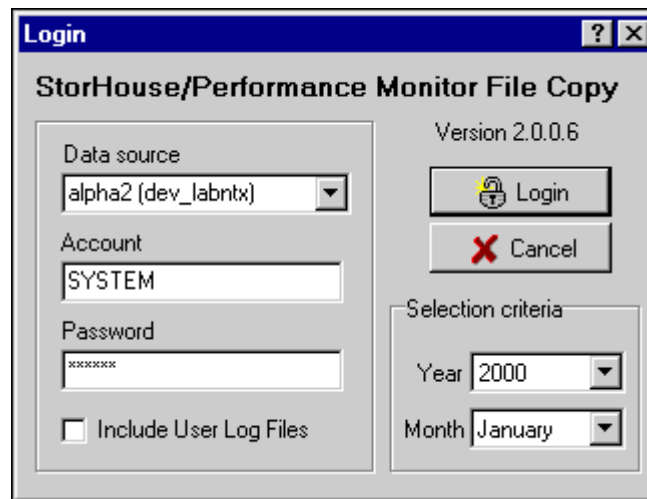 Login
StorHouse/Performance Monitor File Copy
Version 2.0.0.6
Data source
alpha2 (dev_labntx)
Account
SYSTEM
Password
******
Include User Log Files
Login
Cancel
Selection criteria
Year 2000
Month January